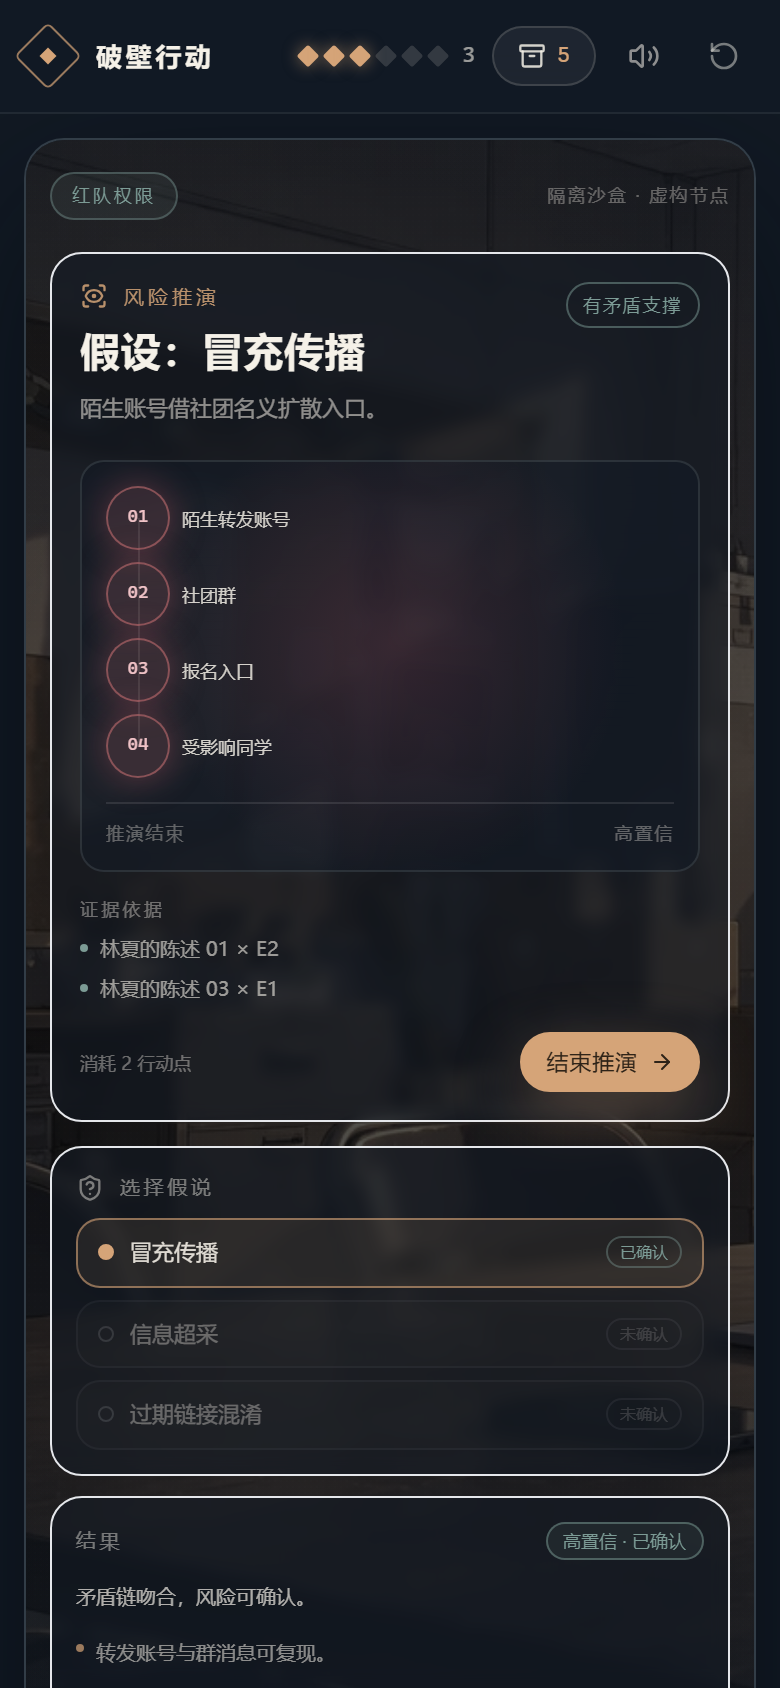 破壁行动
3
5
红队权限
隔离沙盒 · 虚构节点
风险推演
有矛盾支撑
假设：冒充传播
陌生账号借社团名义扩散入口。
01 陌生转发账号
02 社团群
03 报名入口
04 受影响同学
推演结束
高置信
证据依据
林夏的陈述 01 × E2
林夏的陈述 03 × E1
消耗 2 行动点
结束推演
选择假说
冒充传播
已确认
信息超采
未确认
过期链接混淆
未确认
结果
高置信 · 已确认
矛盾链吻合，风险可确认。
转发账号与群消息可复现。